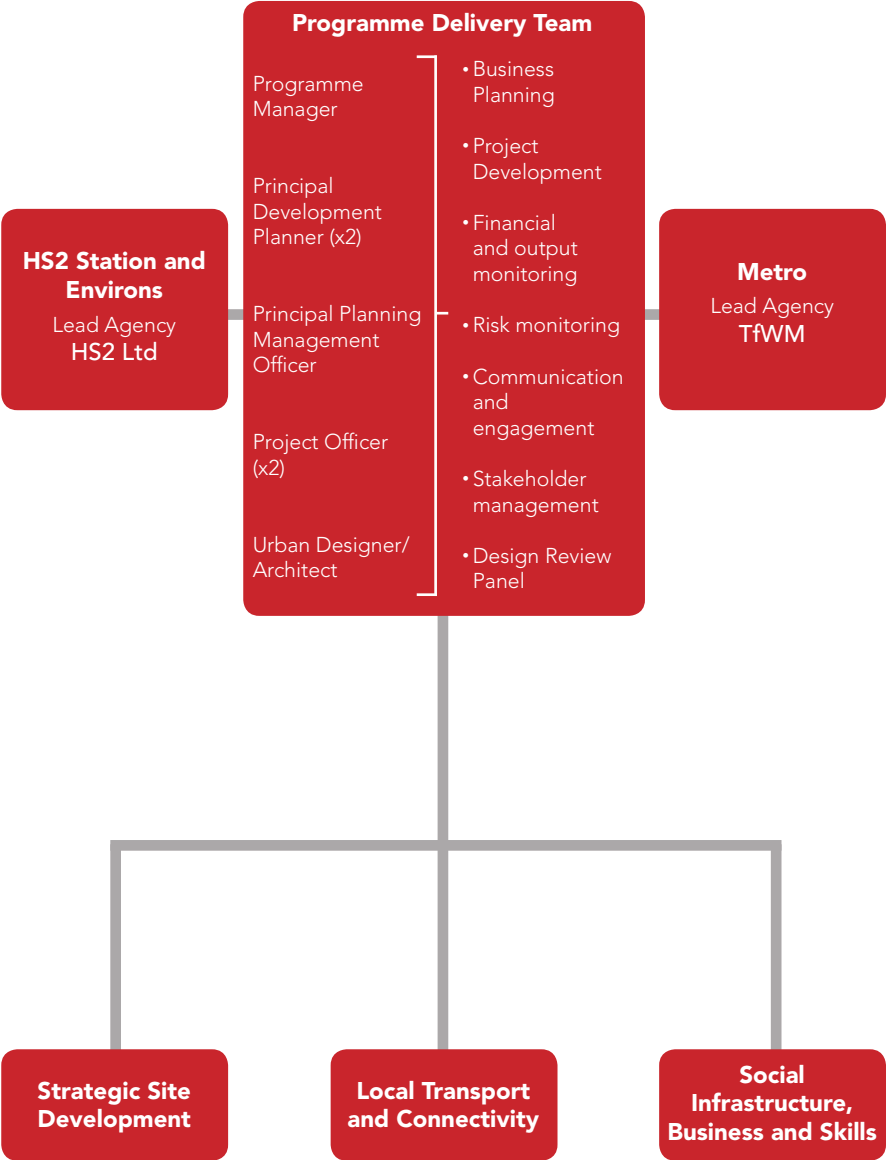 Programme Delivery Team
Programme
Manager
Principal
Development
Planner (x2)
Principal Planning
Management
Officer
Project Officer
(x2)
Urban Designer/
Architect
• Business
Planning
• Project
Development
• Financial
and output
monitoring
• Risk monitoring
• Communication
and
engagement
• Stakeholder
management
• Design Review
Panel
HS2 Station and
Environs
Lead Agency
HS2 Ltd
Metro
Lead Agency
TfWM
Strategic Site
Development
Local Transport
and Connectivity
Social
Infrastructure,
Business and Skills